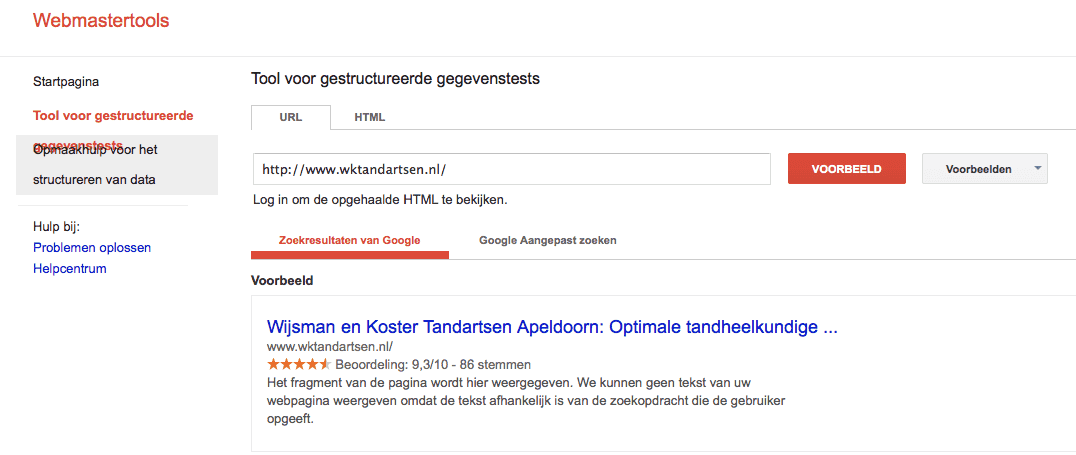 Webmastertools
Startpagina
Tool voor gestructureerde
gegevenstests
Opmaakhulp voor het
structureren van data
Hulp bij:
Problemen oplossen
Helpcentrum
Tool voor gestructureerde gegevenstests
URL HTML
http://www.wktandartsen.nl/ VOORBEELD Voorbeelden
Log in om de opgehaalde HTML te bekijken.
Zoekresultaten van Google Google Aangepast zoeken
Voorbeeld
Wijsman en Koster Tandartsen Apeldoorn: Optimale tandheelkundige ...
www.wktandartsen.nl/
Beoordeling: 9,3/10 - 86 stemmen
Het fragment van de pagina wordt hier weergegeven. We kunnen geen tekst van uw
webpagina weergeven omdat de tekst afhankelijk is van de zoekopdracht die de gebruiker
opgeeft.